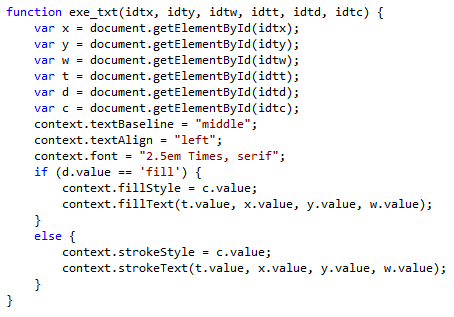 function exe_txt(idtx, idty, idtw, idtt, idtd, idtc) {
    var x = document.getElementById(idtx);
    var y = document.getElementById(idty);
    var w = document.getElementById(idtw);
    var t = document.getElementById(idtt);
    var d = document.getElementById(idtd);
    var c = document.getElementById(idtc);
    context.textBaseline = "middle";
    context.textAlign = "left";
    context.font = "2.5em Times, serif";
    if (d.value == 'fill') {
        context.fillStyle = c.value;
        context.fillText(t.value, x.value, y.value, w.value);
    }
    else {
        context.strokeStyle = c.value;
        context.strokeText(t.value, x.value, y.value, w.value);
    }
}